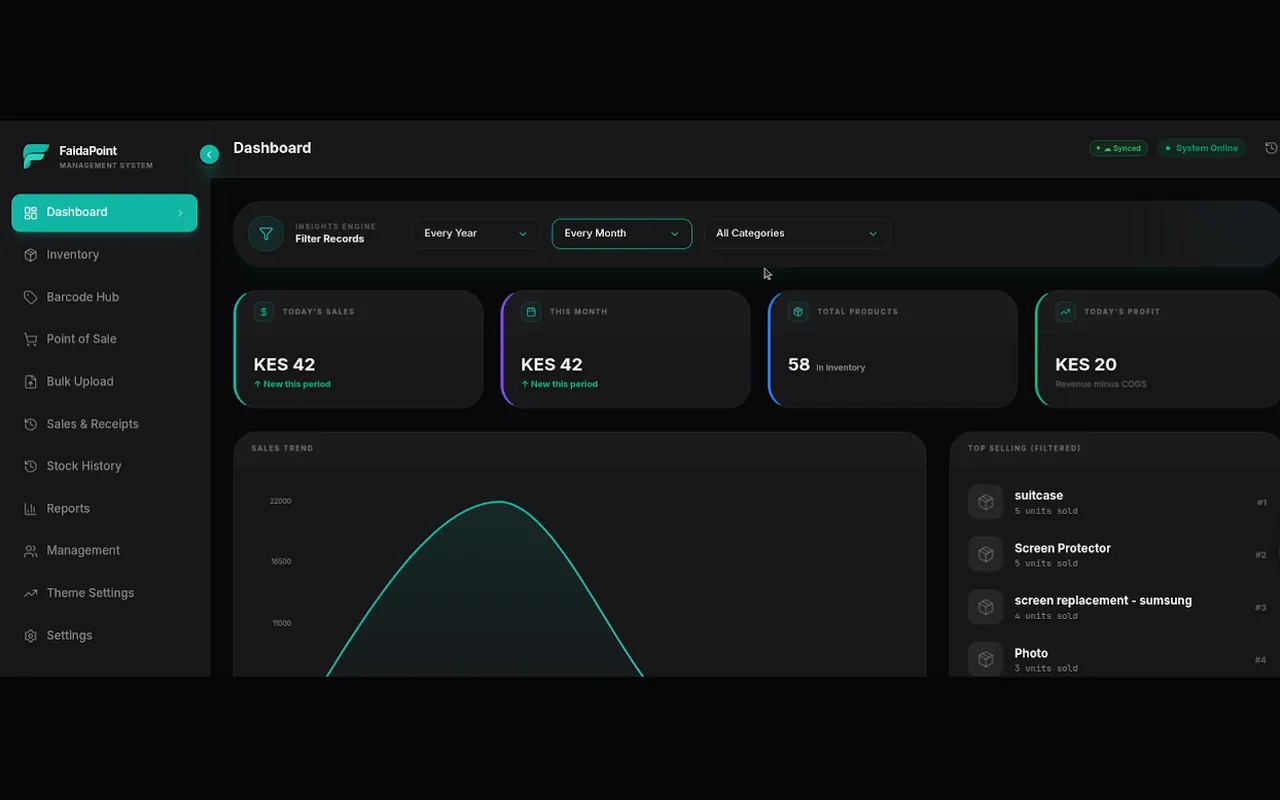 FaidaPoint
MANAGEMENT SYSTEM
Dashboard
Inventory
Barcode Hub
Point of Sale
Bulk Upload
Sales & Receipts
Stock History
Reports
Management
Theme Settings
Settings
Dashboard
Synced
System Online
INSIGHTS ENGINE
Filter Records
Every Year
Every Month
All Categories
TODAY'S SALES
KES 42
↑ New this period
THIS MONTH
KES 42
↑ New this period
TOTAL PRODUCTS
58 In Inventory
TODAY'S PROFIT
KES 20
Revenue minus COGS
SALES TREND
22000
16500
11000
TOP SELLING (FILTERED)
suitcase
5 units sold
#1
Screen Protector
5 units sold
#2
screen replacement - sumsung
4 units sold
#3
Photo
3 units sold
#4